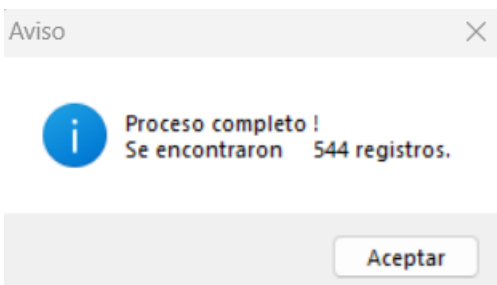 Aviso
Proceso completo !
Se encontraron    544 registros.
Aceptar